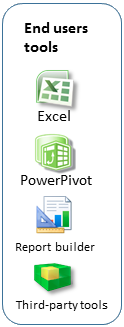 End users
tools
Excel
PowerPivot
Report builder
Third-party tools